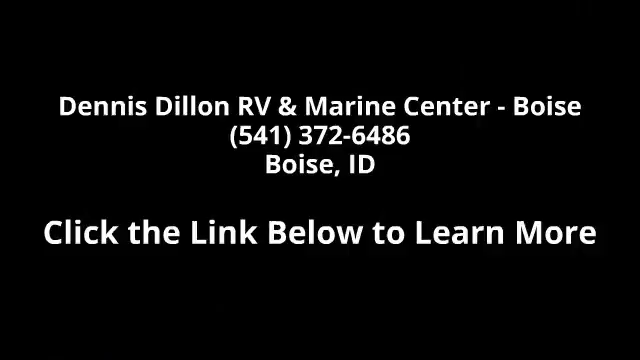 Dennis Dillon RV & Marine Center - Boise
(541) 372-6486
Boise, ID
Click the Link Below to Learn More